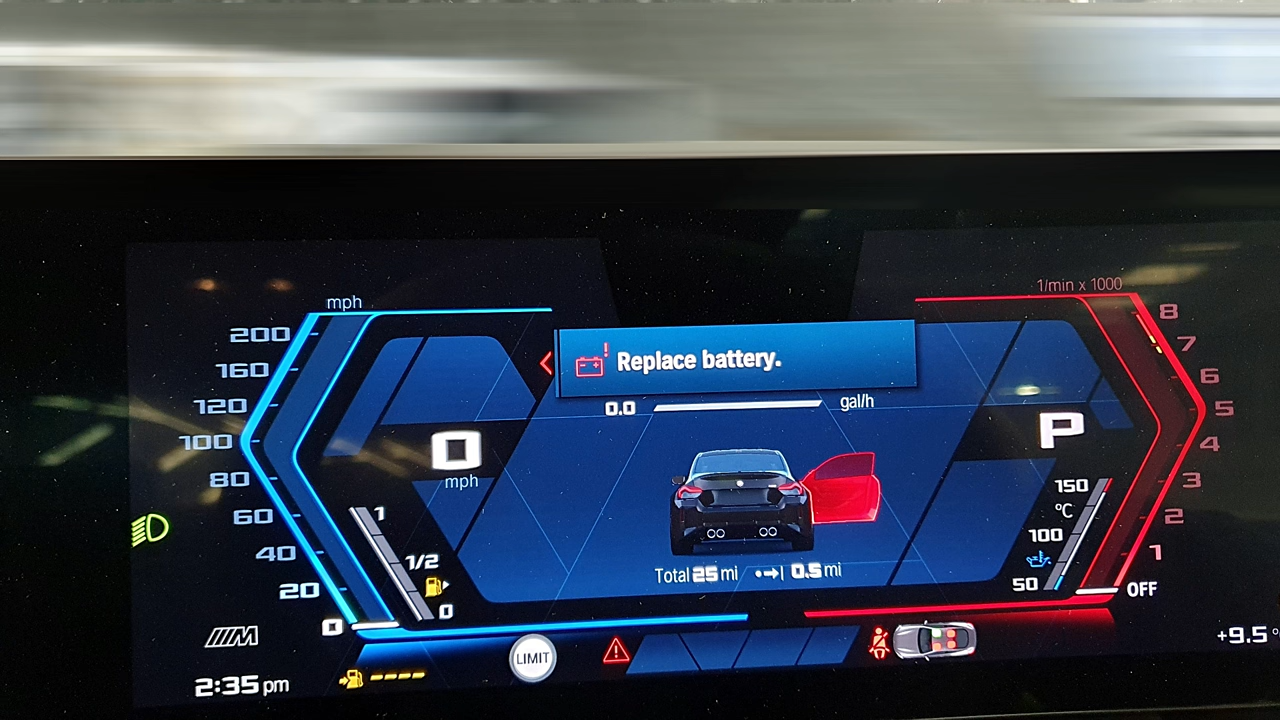 mph
200
160
120
100
80
60
40
20
0
0
mph
1
1/2
0
Replace battery.
0.0 gal/h
Total 25 mi 0.5 mi
1/min x 1000
8
7
6
5
4
3
2
1
OFF
P
150
°C
100
50
M
2:35 pm
LIMIT
+9.5°